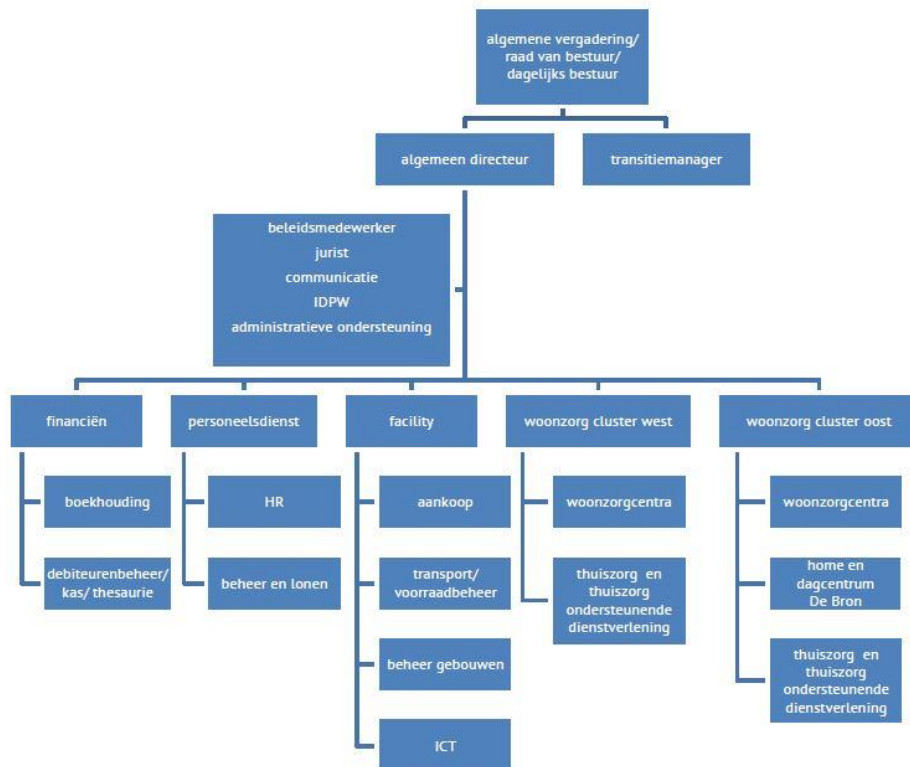 algemene vergadering/
raad van bestuur/
dagelijks bestuur
algemeen directeur
transitiemanager
beleidsmedewerker
jurist
communicatie
IDPW
administratieve ondersteuning
financiën
personeelsdienst
facility
woonzorg cluster west
woonzorg cluster oost
boekhouding
debiteurenbeheer/
kas/ thesaurie
HR
beheer en lonen
aankoop
transport/
voorraadbeheer
beheer gebouwen
ICT
woonzorgcentra
thuiszorg en
thuiszorg
ondersteunende
dienstverlening
woonzorgcentra
home en
dagcentrum
De Bron
thuiszorg en
thuiszorg
ondersteunende
dienstverlening